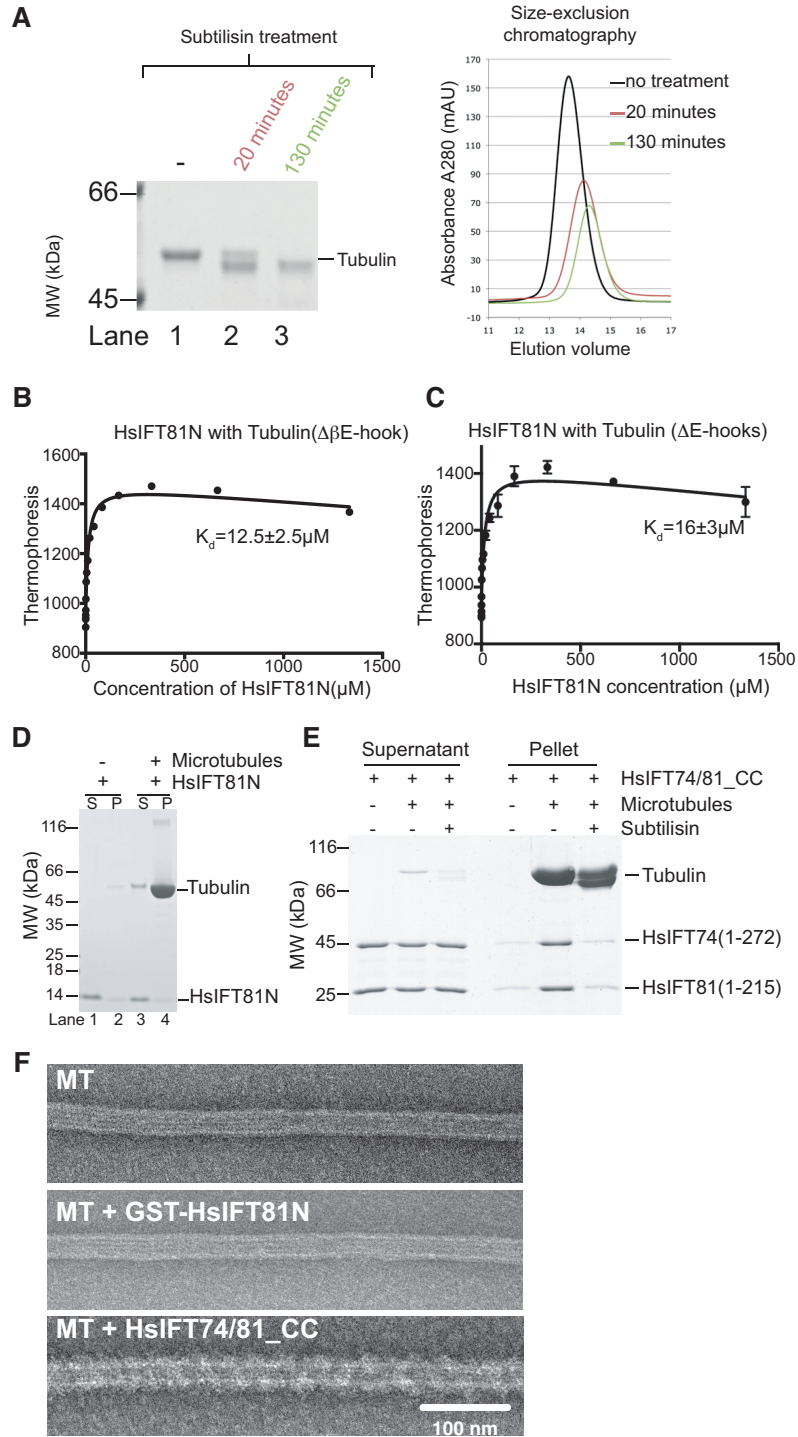 A
Subtilisin treatment
-
20 minutes
130 minutes
66
45
MW (kDa)
Tubulin
Lane 1 2 3
Size-exclusion
chromatography
no treatment
20 minutes
130 minutes
Absorbance A280 (mAU)
170
150
130
110
90
70
50
30
10
-10
11 12 13 14 15 16 17
Elution volume
B
HsIFT81N with Tubulin(ΔβE-hook)
Thermophoresis
1600
1400
1200
1000
800
Kd=12.5±2.5μM
0 500 1000 1500
Concentration of HsIFT81N(μM)
C
HsIFT81N with Tubulin (ΔE-hooks)
Thermophoresis
1400
1200
1000
800
Kd=16±3μM
0 500 1000 1500
HsIFT81N concentration (μM)
D
- + Microtubules
+ + HsIFT81N
S P S P
MW (kDa)
116
66
45
35
25
18
14
Tubulin
HsIFT81N
Lane 1 2 3 4
E
Supernatant Pellet
+ + + + + + HsIFT74/81_CC
- + + - + + Microtubules
- - + - - + Subtilisin
MW (kDa)
116
66
45
25
Tubulin
HsIFT74(1-272)
HsIFT81(1-215)
F
MT
MT + GST-HsIFT81N
MT + HsIFT74/81_CC
100 nm